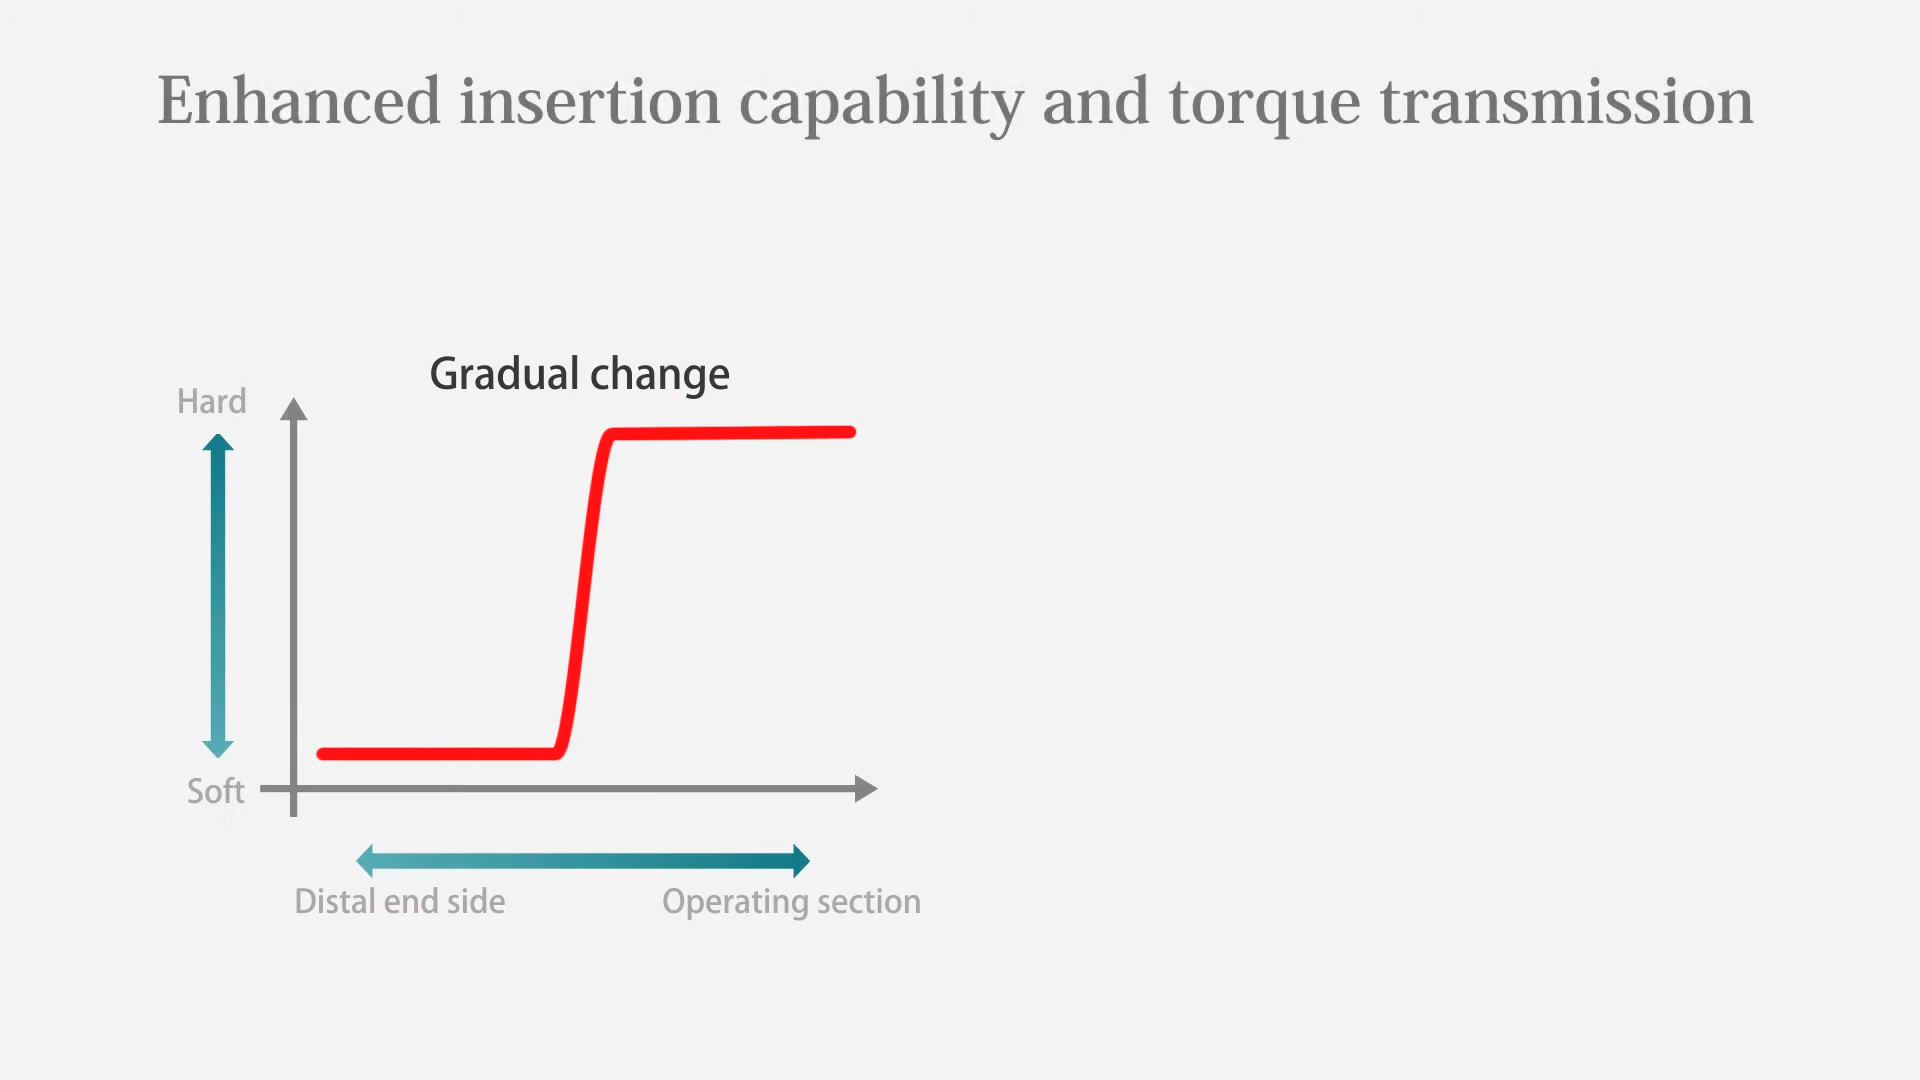 Enhanced insertion capability and torque transmission
Gradual change
Hard
Soft
Distal end side
Operating section